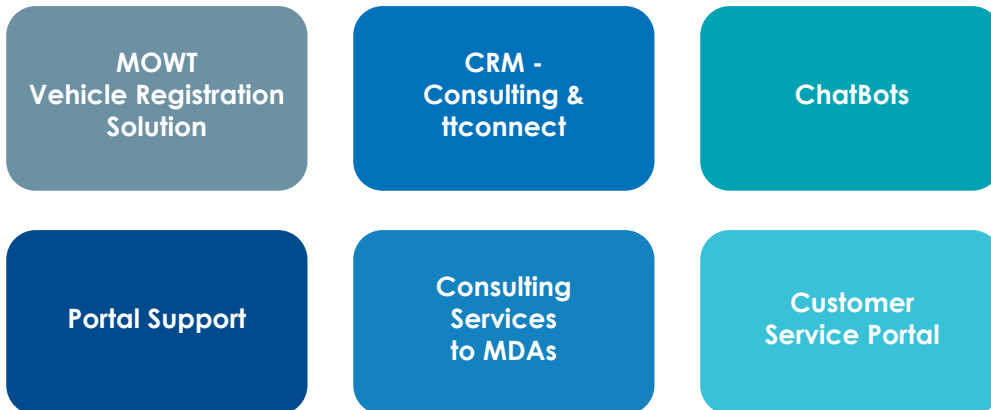 MOWT
Vehicle Registration
Solution
CRM -
Consulting &
ttconnect
ChatBots
Portal Support
Consulting
Services
to MDAs
Customer
Service Portal